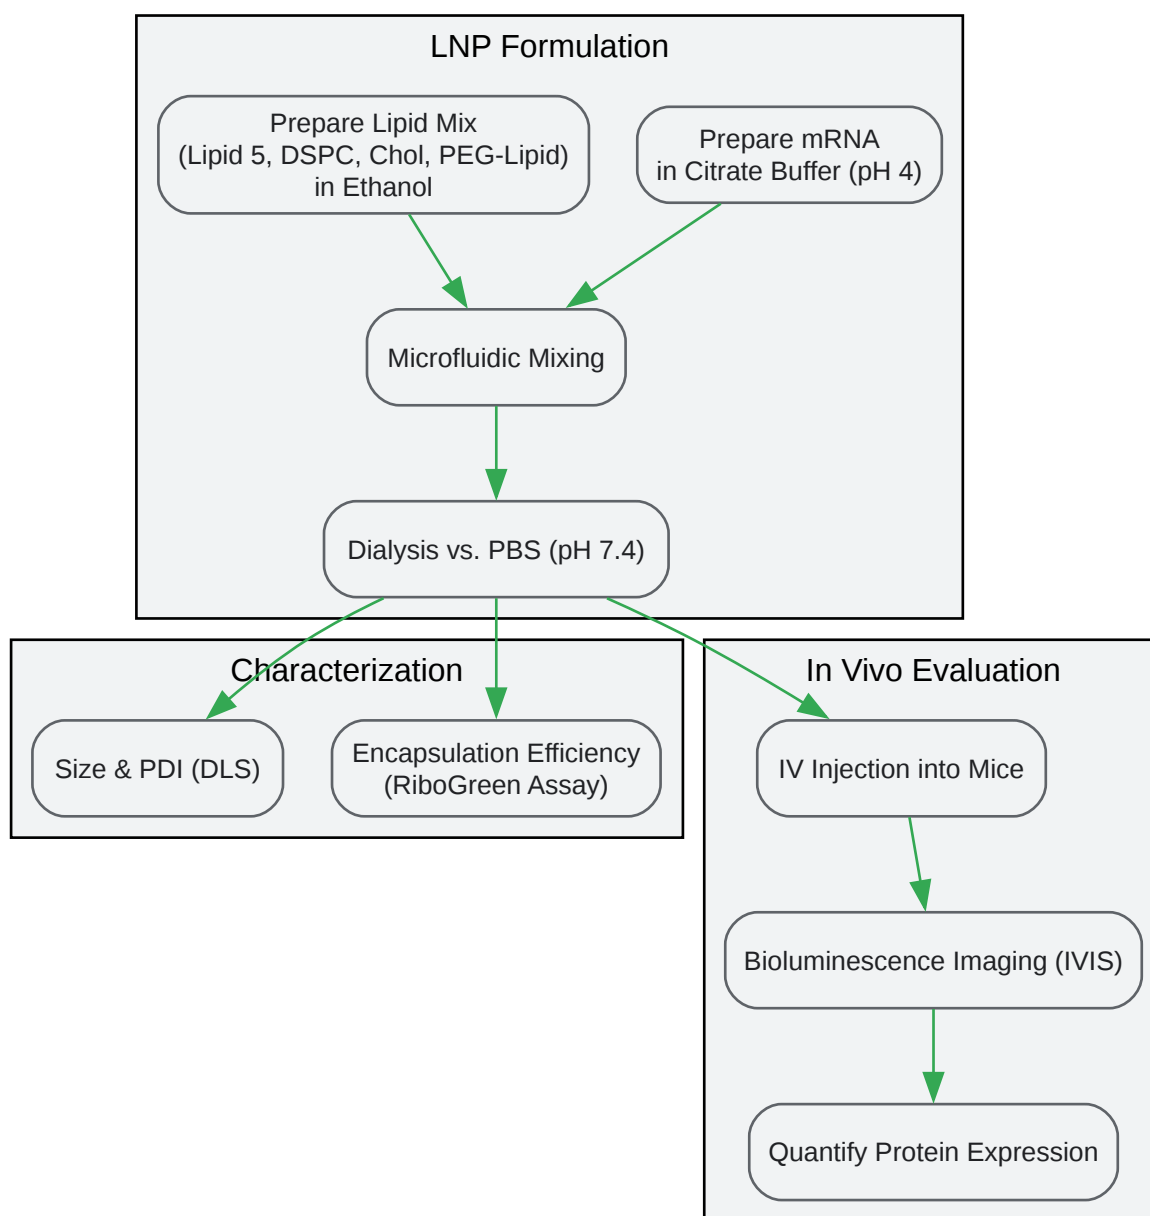 LNP Formulation
Prepare Lipid Mix
(Lipid 5, DSPC, Chol, PEG-Lipid)
in Ethanol
Prepare mRNA
in Citrate Buffer (pH 4)
Microfluidic Mixing
Dialysis vs. PBS (pH 7.4)
Characterization
Size & PDI (DLS)
Encapsulation Efficiency
(RiboGreen Assay)
In Vivo Evaluation
IV Injection into Mice
Bioluminescence Imaging (IVIS)
Quantify Protein Expression